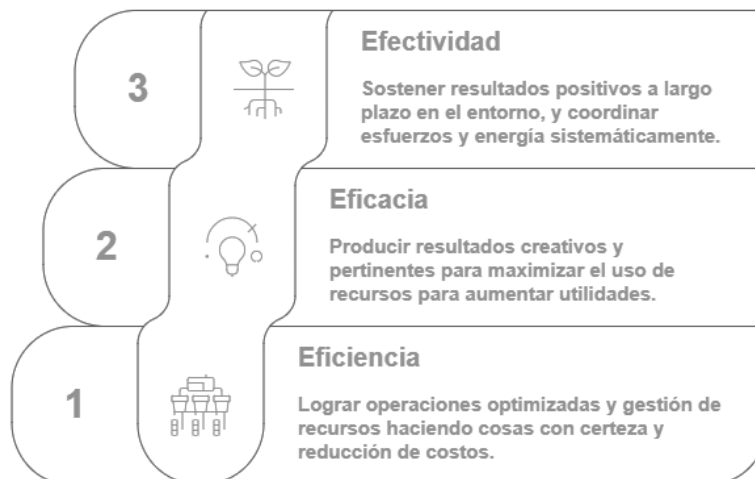 3
Efectividad
Sostener resultados positivos a largo
plazo en el entorno, y coordinar
esfuerzos y energía sistemáticamente.
2
Eficacia
Producir resultados creativos y
pertinentes para maximizar el uso de
recursos para aumentar utilidades.
1
Eficiencia
Lograr operaciones optimizadas y gestión de
recursos haciendo cosas con certeza y
reducción de costos.